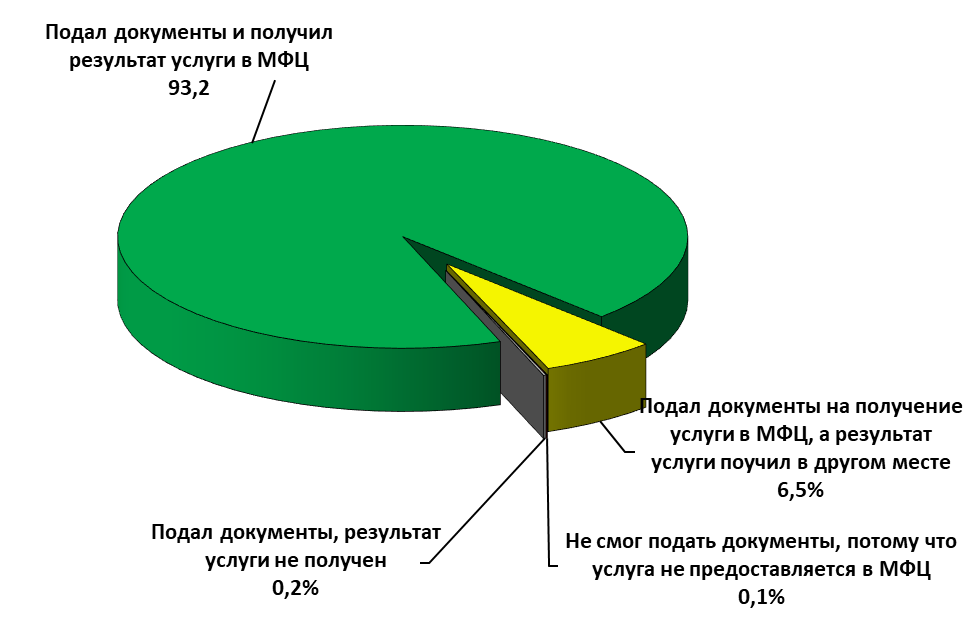 Подал документы и получил
результат услуги в МФЦ
93,2
Подал документы на получение
услуги в МФЦ, а результат
услуги поучил в другом месте
6,5%
Подал документы, результат
услуги не получен
0,2%
Не смог подать документы, потому что
услуга не предоставляется в МФЦ
0,1%